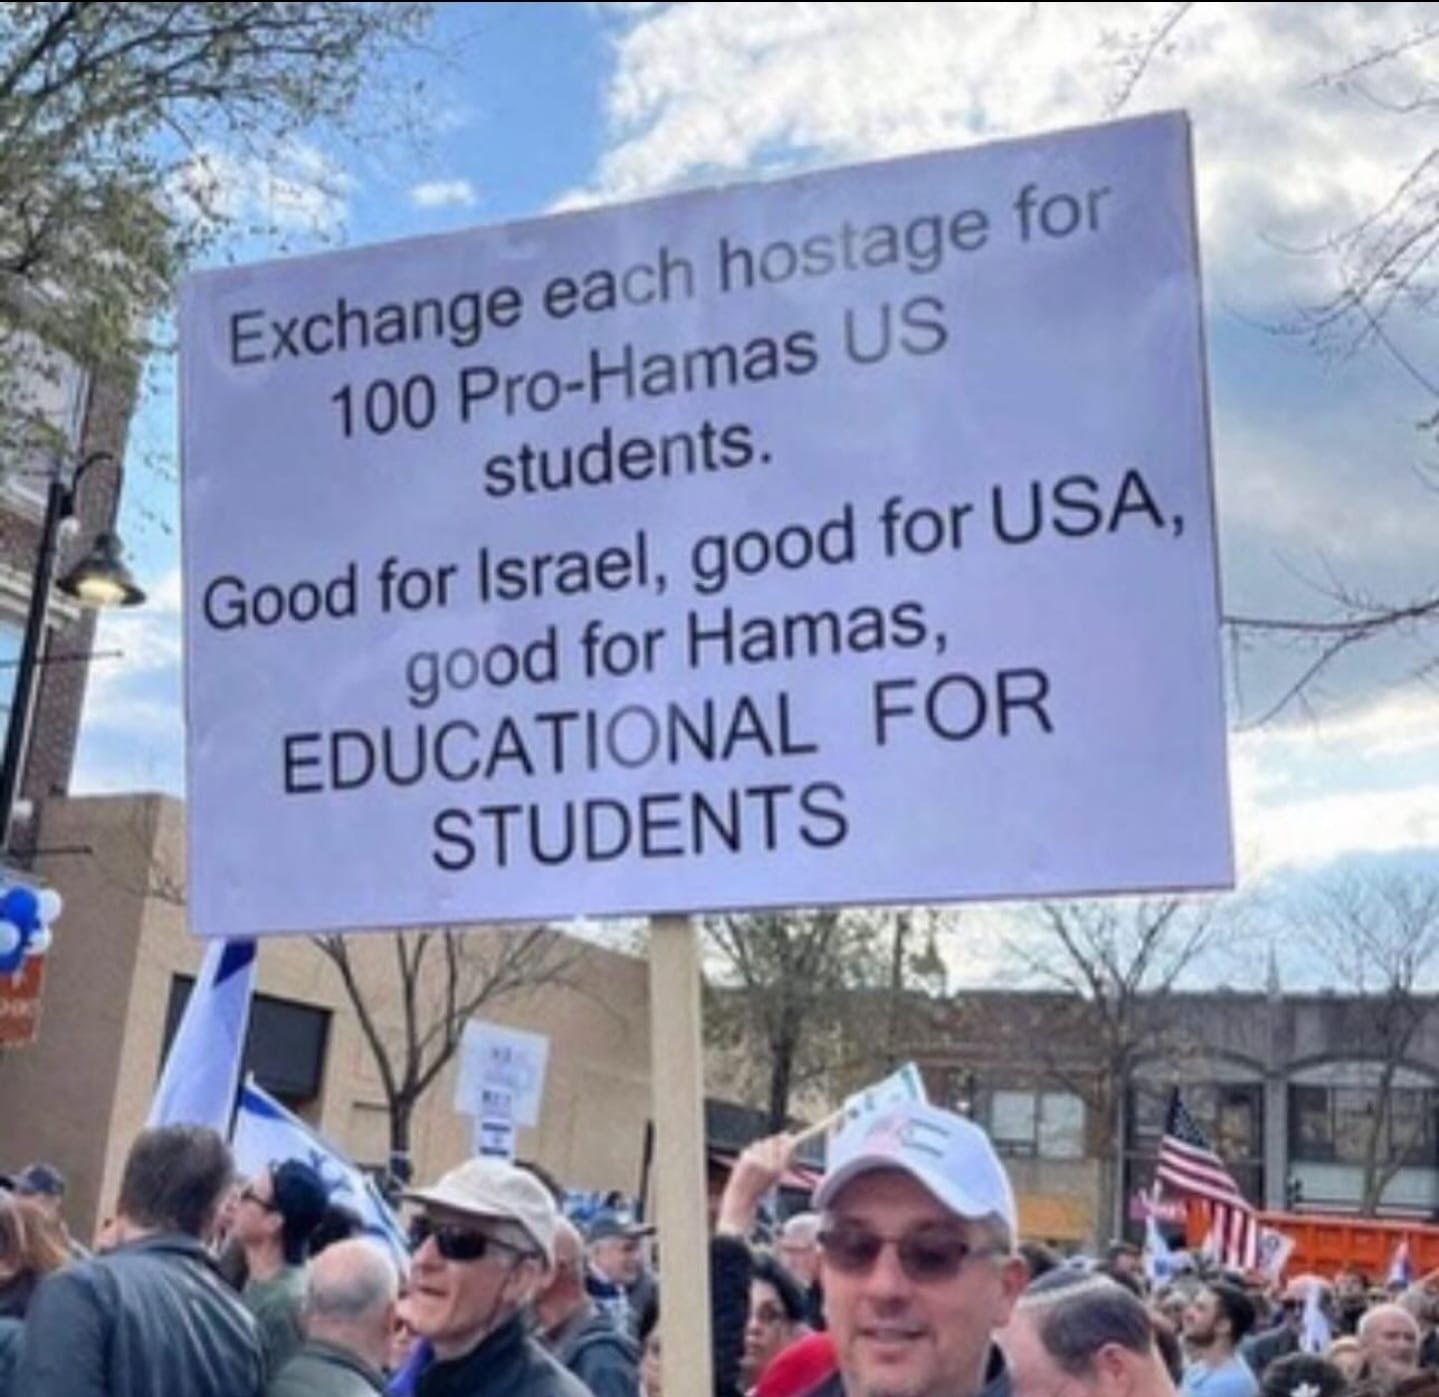 Exchange each hostage for
100 Pro-Hamas US
students.
Good for Israel, good for USA,
good for Hamas,
EDUCATIONAL FOR
STUDENTS